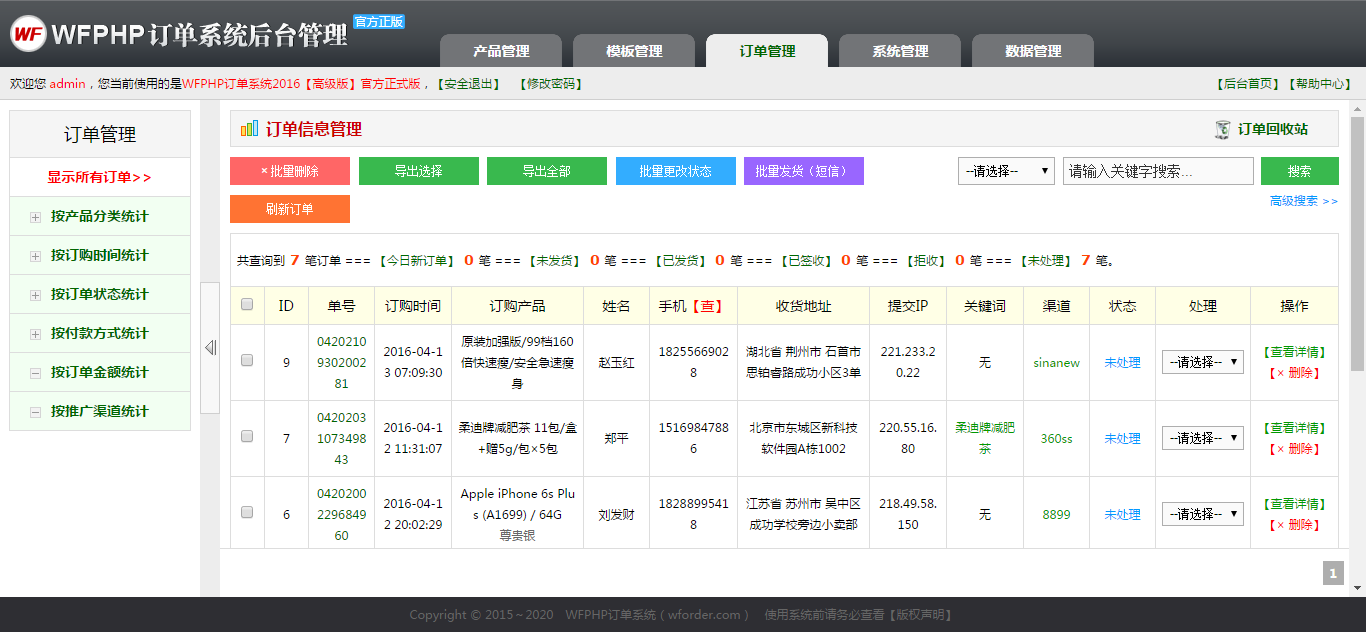 WF WFPHP订单系统后台管理 官方正版
产品管理 模板管理 订单管理 系统管理 数据管理
欢迎您 admin，您当前使用的是WFPHP订单系统2016【高级版】官方正式版，【安全退出】 【修改密码】 【后台首页】【帮助中心】
订单管理
显示所有订单>>
按产品分类统计
按订购时间统计
按订单状态统计
按付款方式统计
按订单金额统计
按推广渠道统计
订单信息管理 订单回收站
×批量删除 导出选择 导出全部 批量更改状态 批量发货（短信） --请选择-- 请输入关键字搜索... 搜索
刷新订单 高级搜索 >>
共查询到 7 笔订单 === 【今日新订单】 0 笔 === 【未发货】 0 笔 === 【已发货】 0 笔 === 【已签收】 0 笔 === 【拒收】 0 笔 === 【未处理】 7 笔。
ID 单号 订购时间 订购产品 姓名 手机【查】 收货地址 提交IP 关键词 渠道 状态 处理 操作
9
0420210
9302002
81
2016-04-1
3 07:09:30
原装加强版/99档160
倍快速瘦/安全急速瘦
身
赵玉红
1825566902
8
湖北省 荆州市 石首市
思铂睿路成功小区3单
221.233.2
0.22
无
sinanew
未处理
--请选择--
【查看详情】
【× 删除】
7
0420203
1073498
43
2016-04-1
2 11:31:07
柔迪牌减肥茶 11包/盒
+赠5g/包×5包
郑平
1516984788
6
北京市东城区新科技
软件园A栋1002
220.55.16.
80
柔迪牌减肥
茶
360ss
未处理
--请选择--
【查看详情】
【× 删除】
6
0420200
2296849
60
2016-04-1
2 20:02:29
Apple iPhone 6s Plu
s (A1699) / 64G
尊贵银
刘发财
1828899541
8
江苏省 苏州市 吴中区
成功学校旁边小卖部
218.49.58.
150
无
8899
未处理
--请选择--
【查看详情】
【× 删除】
1
Copyright © 2015～2020 WFPHP订单系统（wforder.com） 使用系统前请务必查看【版权声明】